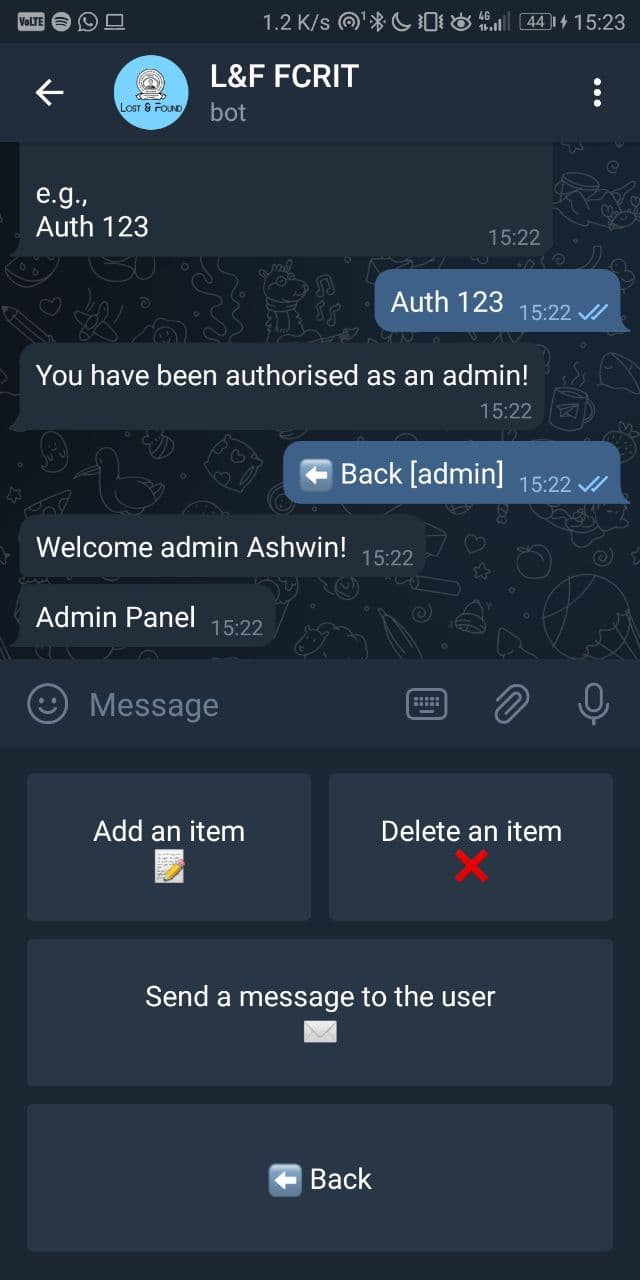 VoLTE 1.2 K/s 4G 44 15:23
L&F FCRIT
LOST & FOUND
bot
e.g.,
Auth 123
15:22
Auth 123 15:22
You have been authorised as an admin!
15:22
Back [admin] 15:22
Welcome admin Ashwin! 15:22
Admin Panel 15:22
Message
Add an item
Delete an item
Send a message to the user
Back